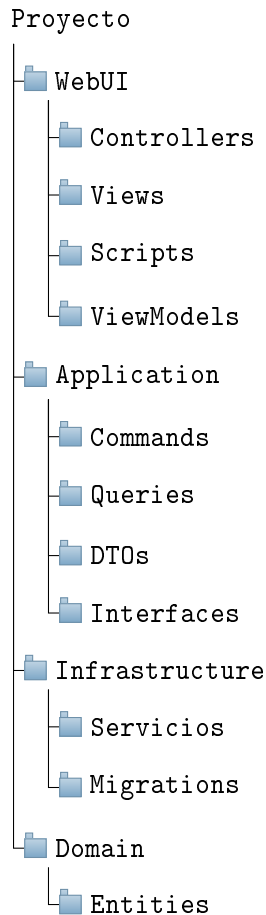 Proyecto
WebUI
Controllers
Views
Scripts
ViewModels
Application
Commands
Queries
DTOs
Interfaces
Infrastructure
Servicios
Migrations
Domain
Entities